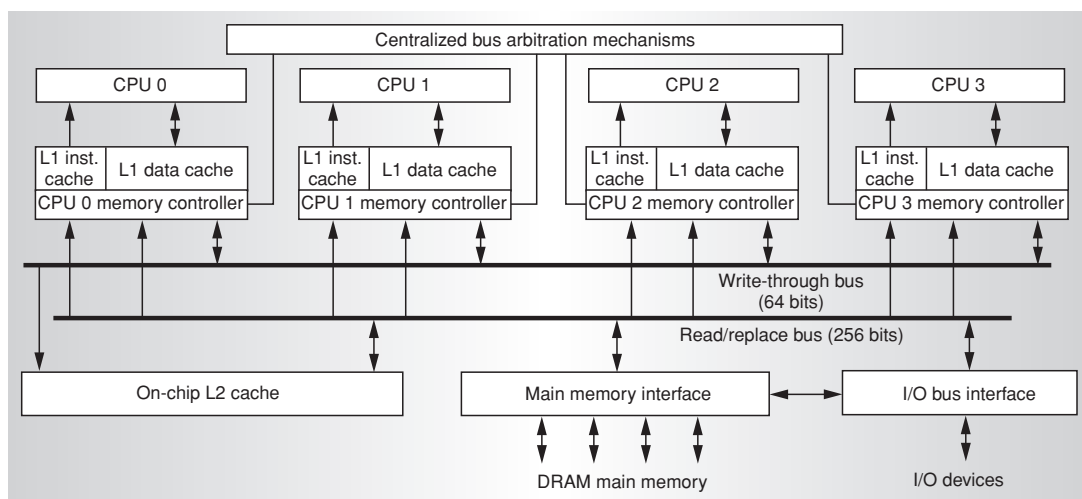 Centralized bus arbitration mechanisms
CPU 0
CPU 1
CPU 2
CPU 3
L1 inst.
cache
L1 data cache
CPU 0 memory controller
L1 inst.
cache
L1 data cache
CPU 1 memory controller
L1 inst.
cache
L1 data cache
CPU 2 memory controller
L1 inst.
cache
L1 data cache
CPU 3 memory controller
Write-through bus
(64 bits)
Read/replace bus (256 bits)
On-chip L2 cache
Main memory interface
I/O bus interface
DRAM main memory
I/O devices